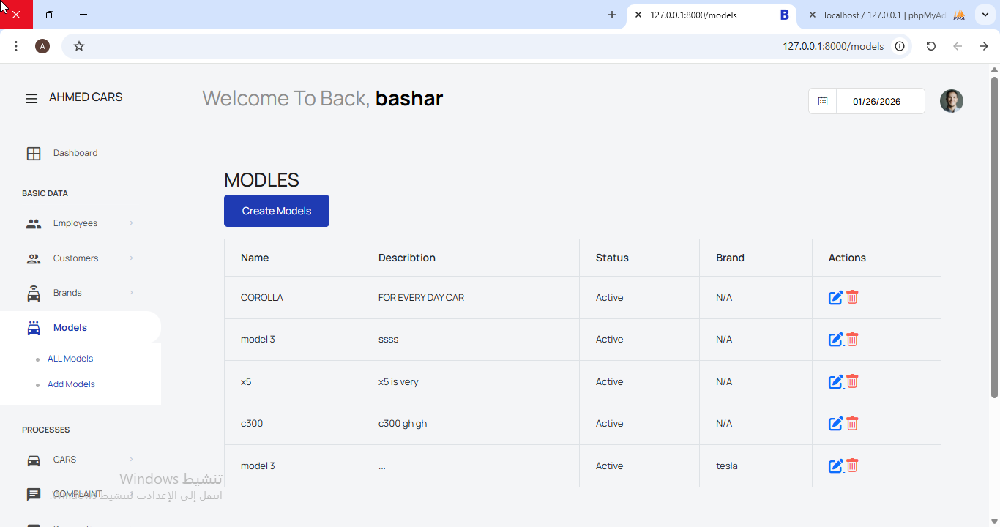 127.0.0.1:8000/models
B
localhost / 127.0.0.1 | phpMyAd
PMA
A
127.0.0.1:8000/models
AHMED CARS
Welcome To Back, bashar
01/26/2026
Dashboard
BASIC DATA
Employees
Customers
Brands
Models
ALL Models
Add Models
PROCESSES
CARS
COMPLAINT
MODLES
Create Models
Name Describtion Status Brand Actions
COROLLA FOR EVERY DAY CAR Active N/A
model 3 ssss Active N/A
x5 x5 is very Active N/A
c300 c300 gh gh Active N/A
model 3 ... Active tesla
تنشيط Windows
انتقل إلى الإعدادت لتنشيط Windows.